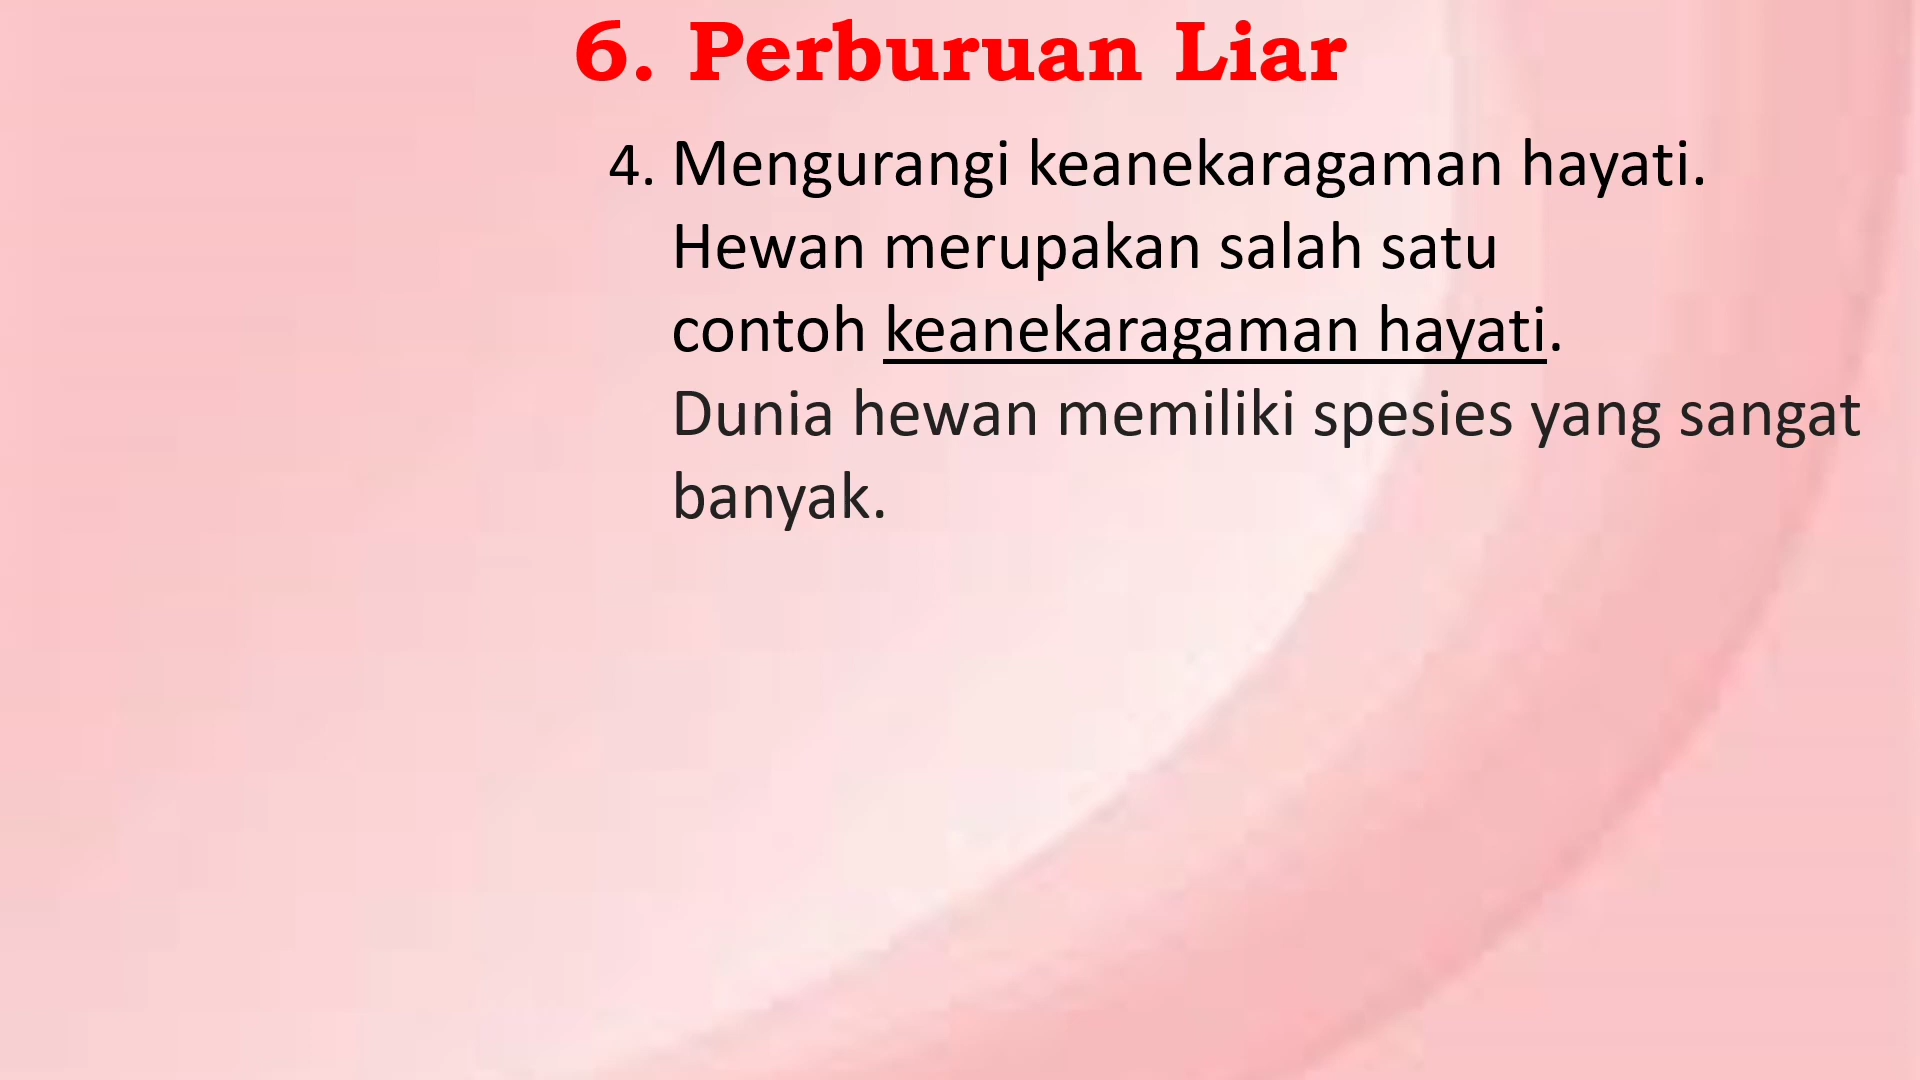 6. Perburuan Liar
4. Mengurangi keanekaragaman hayati.
Hewan merupakan salah satu
contoh keanekaragaman hayati.
Dunia hewan memiliki spesies yang sangat
banyak.